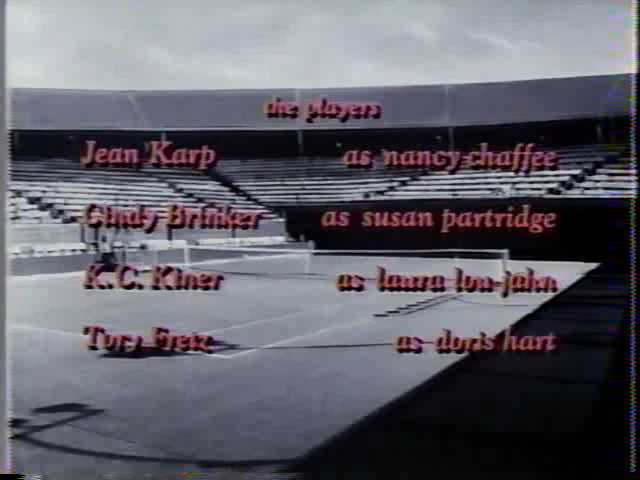 the players
Jean Karp as nancy chaffee
Cindy Brinker as susan partridge
K. C. Kiner as laura lou jahn
Tory Fretz as doris hart